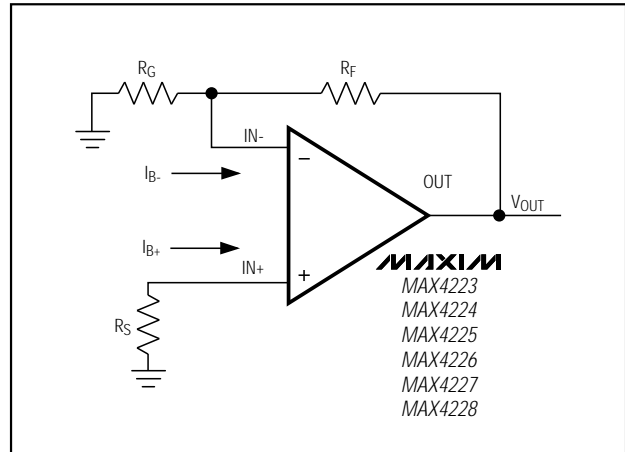 RG
RF
IN-
−
IB-
OUT
VOUT
IB+
IN+
+
MAXIM
RS
MAX4223
MAX4224
MAX4225
MAX4226
MAX4227
MAX4228